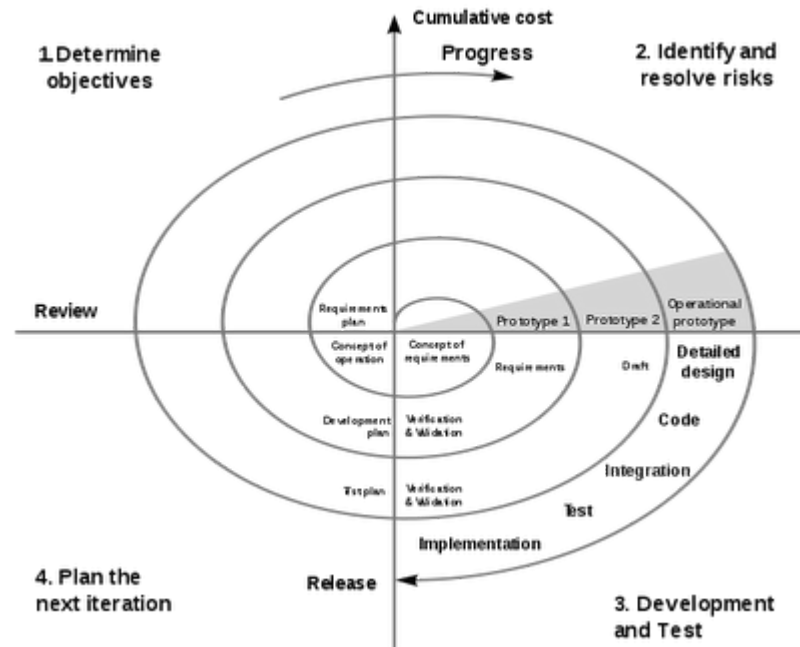 Cumulative cost
Progress
1.Determine
objectives
2. Identify and
resolve risks
Review
Requirements
plan
Prototype 1
Prototype 2
Operational
prototype
Concept of
operation
Concept of
requirements
Requirements
Draft
Detailed
design
Development
plan
Verification
& Validation
Code
Integration
Test plan
Verification
& Validation
Test
Implementation
Release
4. Plan the
next iteration
3. Development
and Test